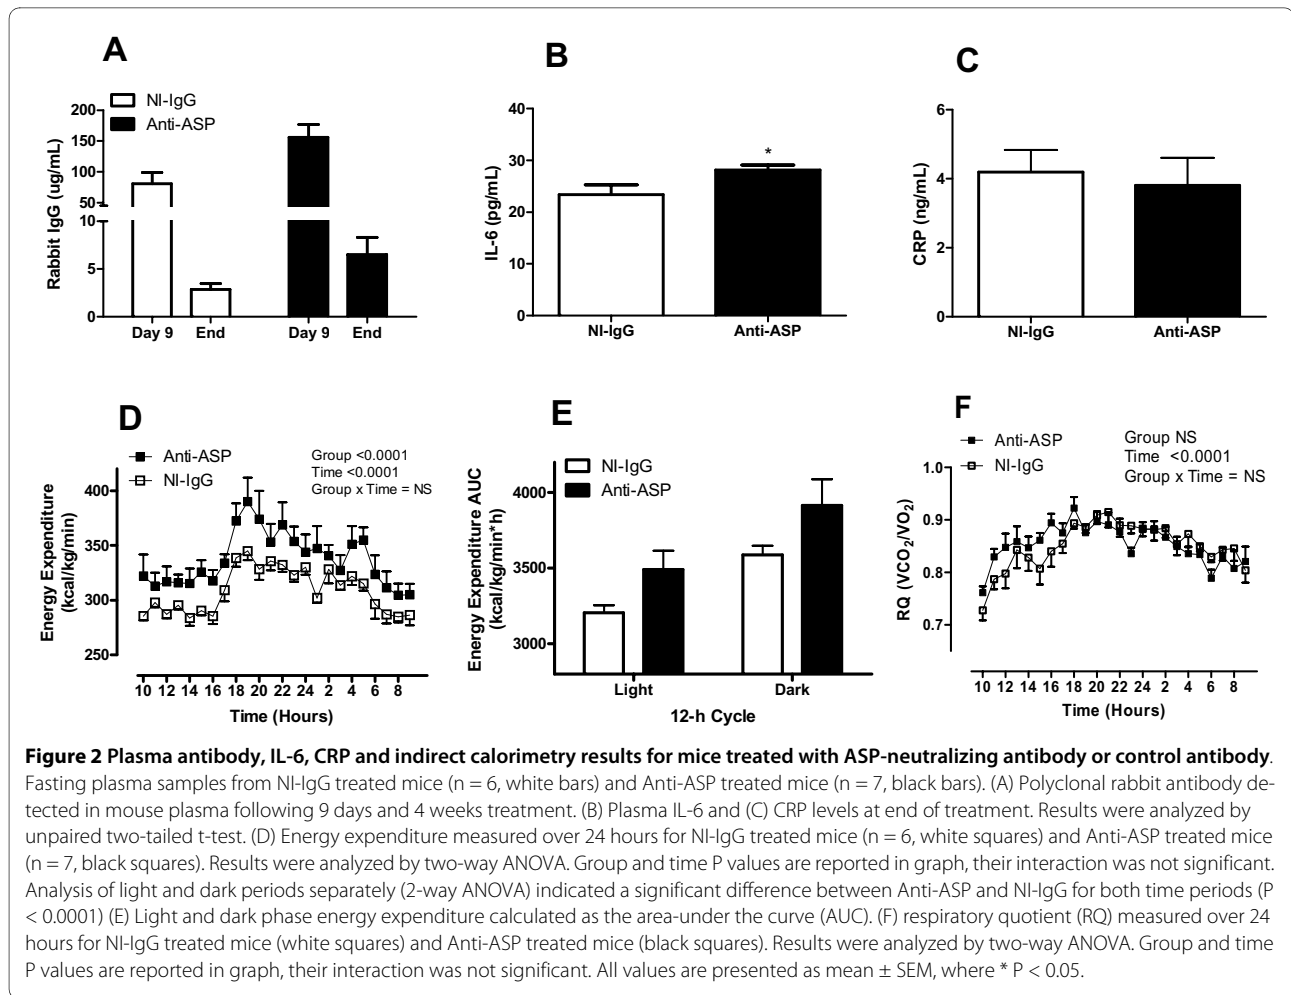 A
NI-IgG
Anti-ASP
Rabbit IgG (ug/mL)
200
150
100
50
10
5
0
Day 9
End
Day 9
End
B
IL-6 (pg/mL)
40
30
20
10
0
*
NI-IgG
Anti-ASP
C
CRP (ng/mL)
6
4
2
0
NI-IgG
Anti-ASP
D
Anti-ASP
NI-IgG
Group <0.0001
Time <0.0001
Group x Time = NS
Energy Expenditure
(kcal/kg/min)
400
350
300
250
10 12 14 16 18 20 22 24 2 4 6 8
Time (Hours)
E
NI-IgG
Anti-ASP
Energy Expenditure AUC
(kcal/kg/min*h)
4000
3500
3000
Light
Dark
12-h Cycle
F
Anti-ASP
NI-IgG
Group NS
Time <0.0001
Group x Time = NS
RQ (VCO2/VO2)
1.0
0.9
0.8
0.7
10 12 14 16 18 20 22 24 2 4 6 8
Time (Hours)
Figure 2 Plasma antibody, IL-6, CRP and indirect calorimetry results for mice treated with ASP-neutralizing antibody or control antibody.
Fasting plasma samples from NI-IgG treated mice (n = 6, white bars) and Anti-ASP treated mice (n = 7, black bars). (A) Polyclonal rabbit antibody de-
tected in mouse plasma following 9 days and 4 weeks treatment. (B) Plasma IL-6 and (C) CRP levels at end of treatment. Results were analyzed by
unpaired two-tailed t-test. (D) Energy expenditure measured over 24 hours for NI-IgG treated mice (n = 6, white squares) and Anti-ASP treated mice
(n = 7, black squares). Results were analyzed by two-way ANOVA. Group and time P values are reported in graph, their interaction was not significant.
Analysis of light and dark periods separately (2-way ANOVA) indicated a significant difference between Anti-ASP and NI-IgG for both time periods (P
< 0.0001) (E) Light and dark phase energy expenditure calculated as the area-under the curve (AUC). (F) respiratory quotient (RQ) measured over 24
hours for NI-IgG treated mice (white squares) and Anti-ASP treated mice (black squares). Results were analyzed by two-way ANOVA. Group and time
P values are reported in graph, their interaction was not significant. All values are presented as mean ± SEM, where * P < 0.05.